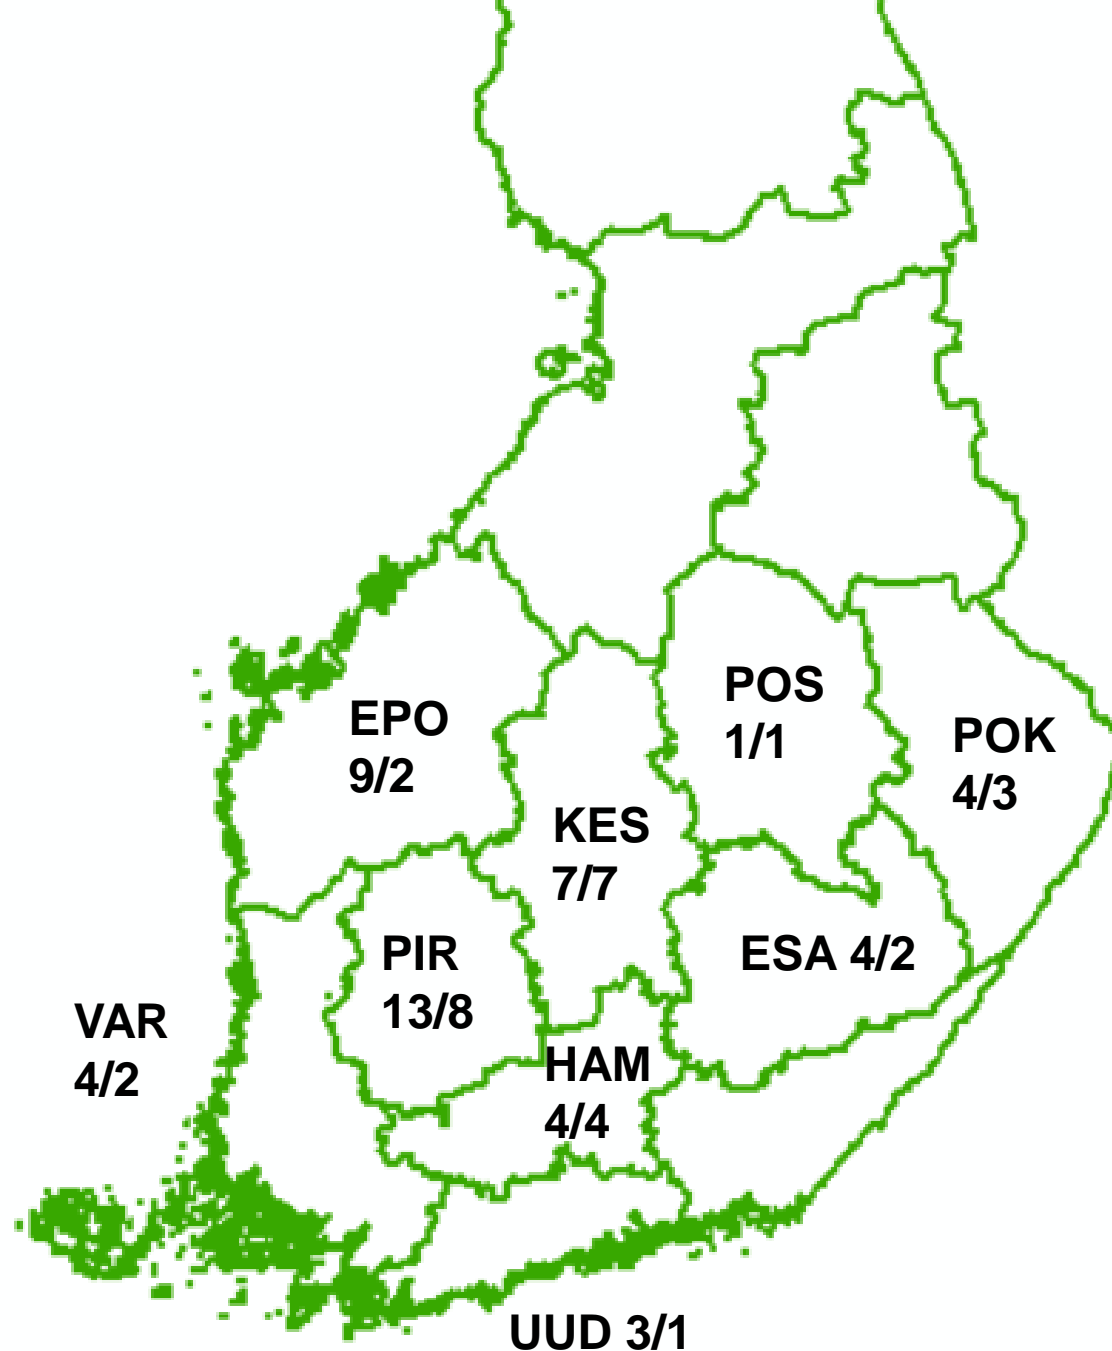 POS
1/1
EPO
9/2
POK
4/3
KES
7/7
PIR
13/8
ESA 4/2
VAR
4/2
HAM
4/4
UUD 3/1